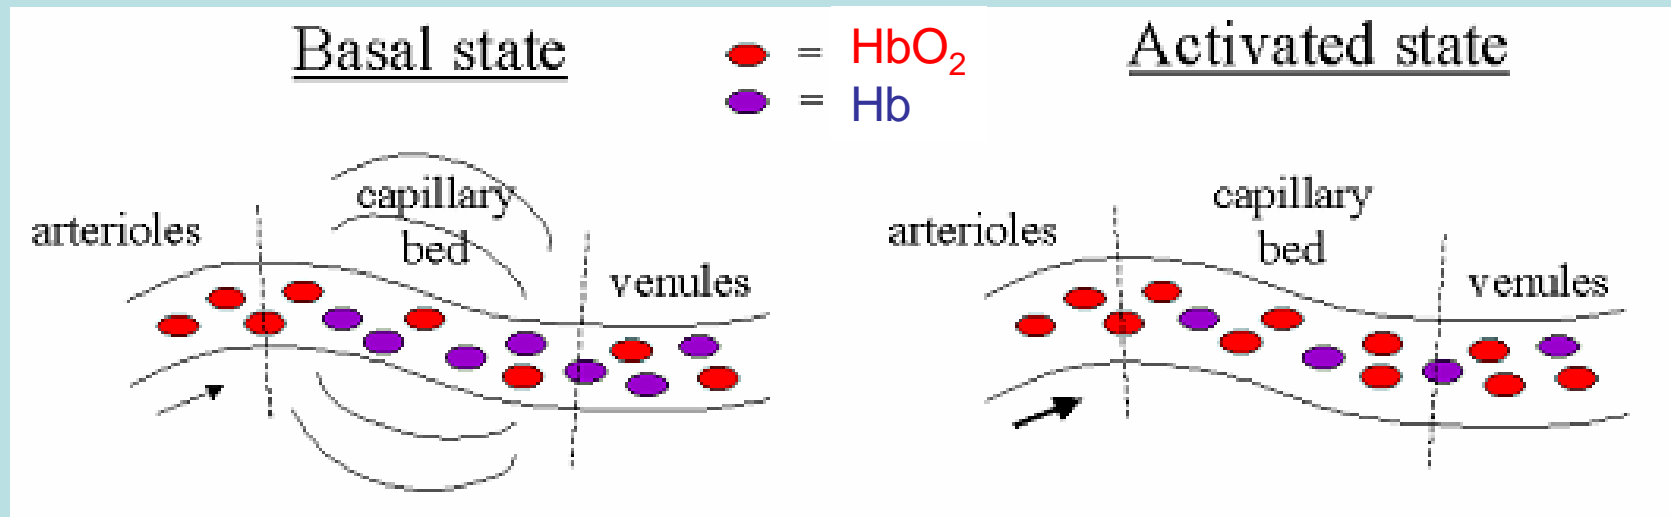 Basal state
= HbO₂
= Hb
Activated state
arterioles
capillary
bed
venules
arterioles
capillary
bed
venules